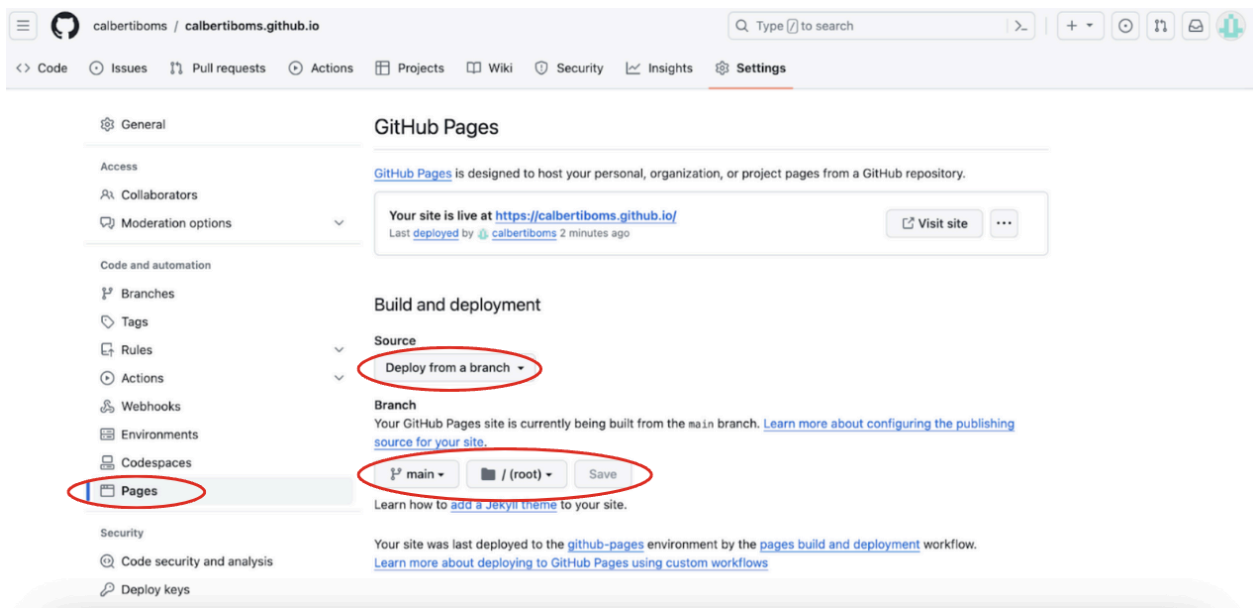 calbertiboms / calbertiboms.github.io
Type / to search
Code Issues Pull requests Actions Projects Wiki Security Insights Settings
General
Access
Collaborators
Moderation options
Code and automation
Branches
Tags
Rules
Actions
Webhooks
Environments
Codespaces
Pages
Security
Code security and analysis
Deploy keys
GitHub Pages
GitHub Pages is designed to host your personal, organization, or project pages from a GitHub repository.
Your site is live at https://calbertiboms.github.io/
Last deployed by calbertiboms 2 minutes ago
Visit site
Build and deployment
Source
Deploy from a branch
Branch
Your GitHub Pages site is currently being built from the main branch. Learn more about configuring the publishing
source for your site.
main / (root) Save
Learn how to add a Jekyll theme to your site.
Your site was last deployed to the github-pages environment by the pages build and deployment workflow.
Learn more about deploying to GitHub Pages using custom workflows